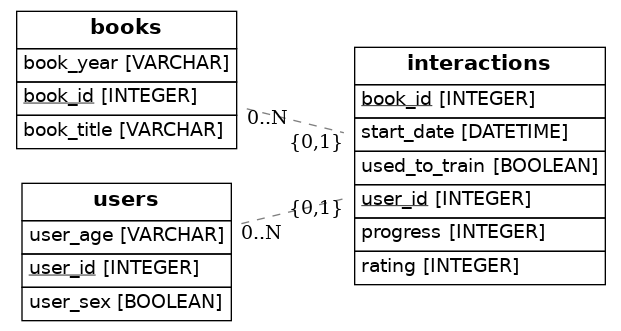 books
book_year [VARCHAR]
book_id [INTEGER]
book_title [VARCHAR]
0..N
{0,1}
interactions
book_id [INTEGER]
start_date [DATETIME]
used_to_train [BOOLEAN]
user_id [INTEGER]
progress [INTEGER]
rating [INTEGER]
users
user_age [VARCHAR]
user_id [INTEGER]
user_sex [BOOLEAN]
{0,1}
0..N